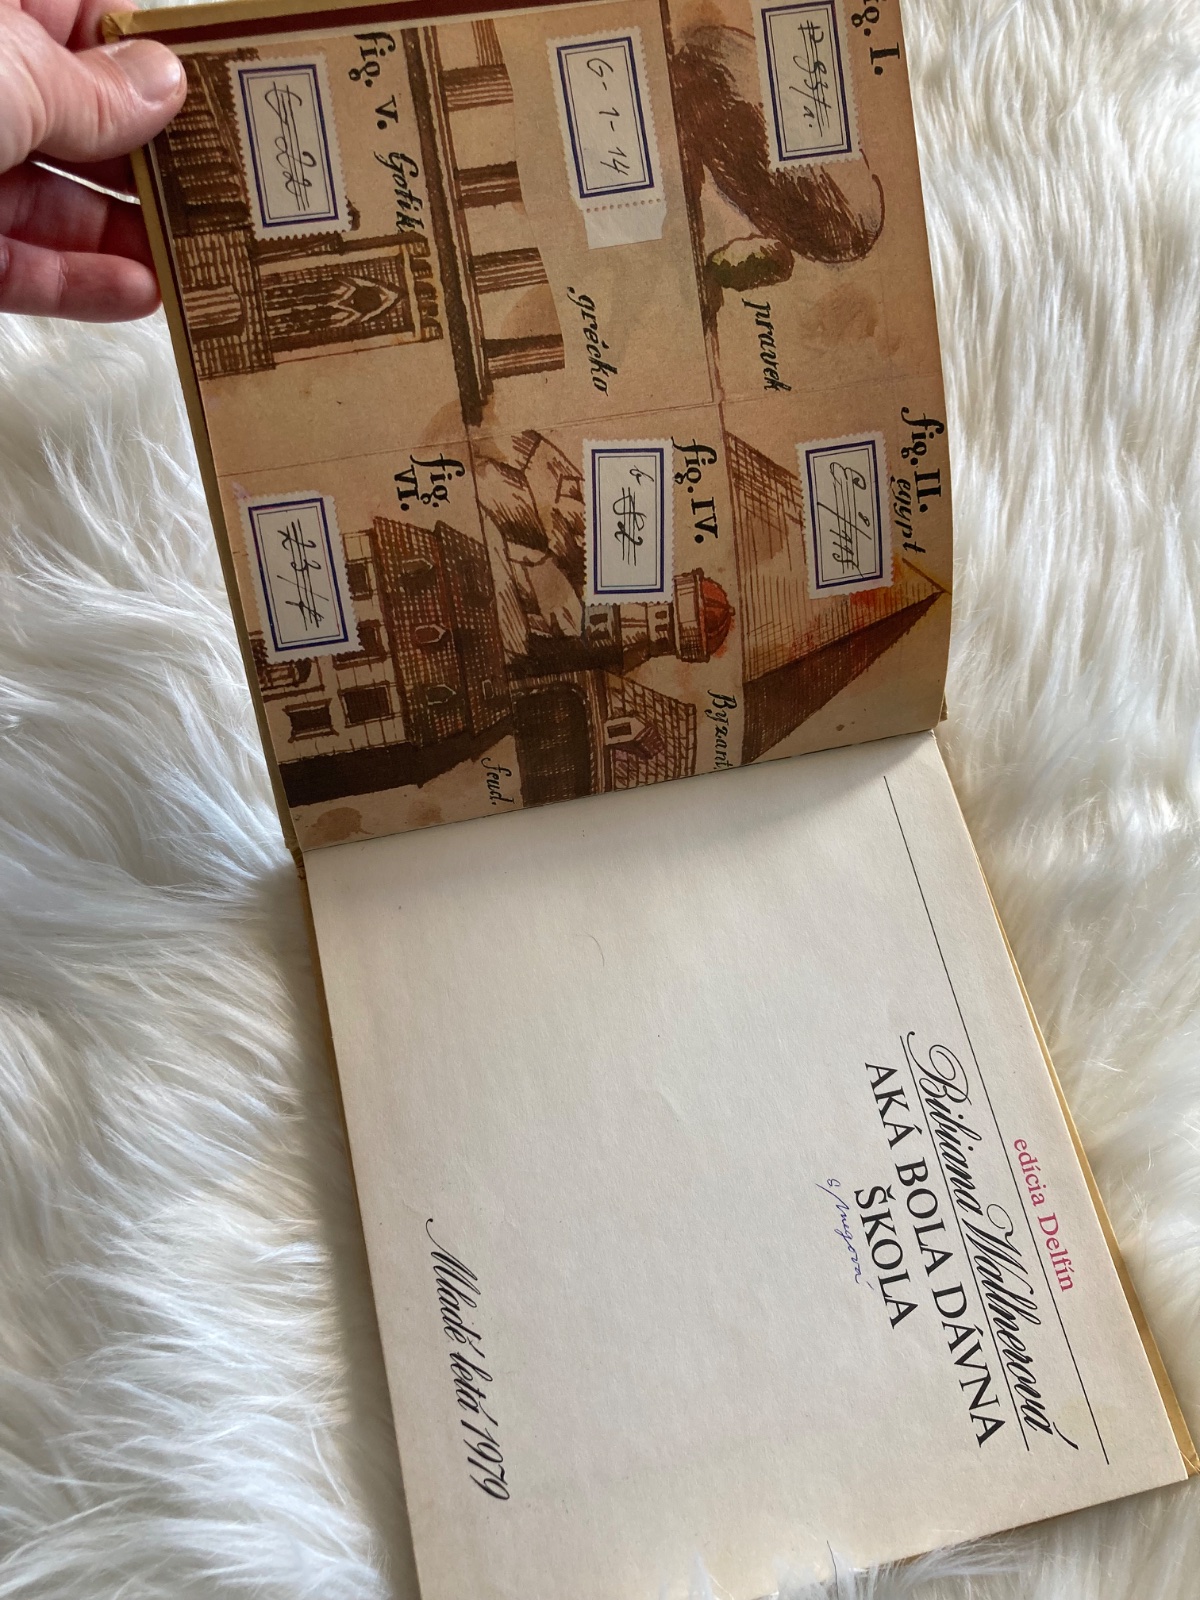 fig. I.
pravek
fig. II.
egypt
G-1-14
grécko
fig. IV.
Byzant
fig. V. Gotik
fig.
VI.
feud.
edícia Delfín
Bibiana Wallnerová
AKÁ BOLA DÁVNA
ŠKOLA
Mladé letá 1979